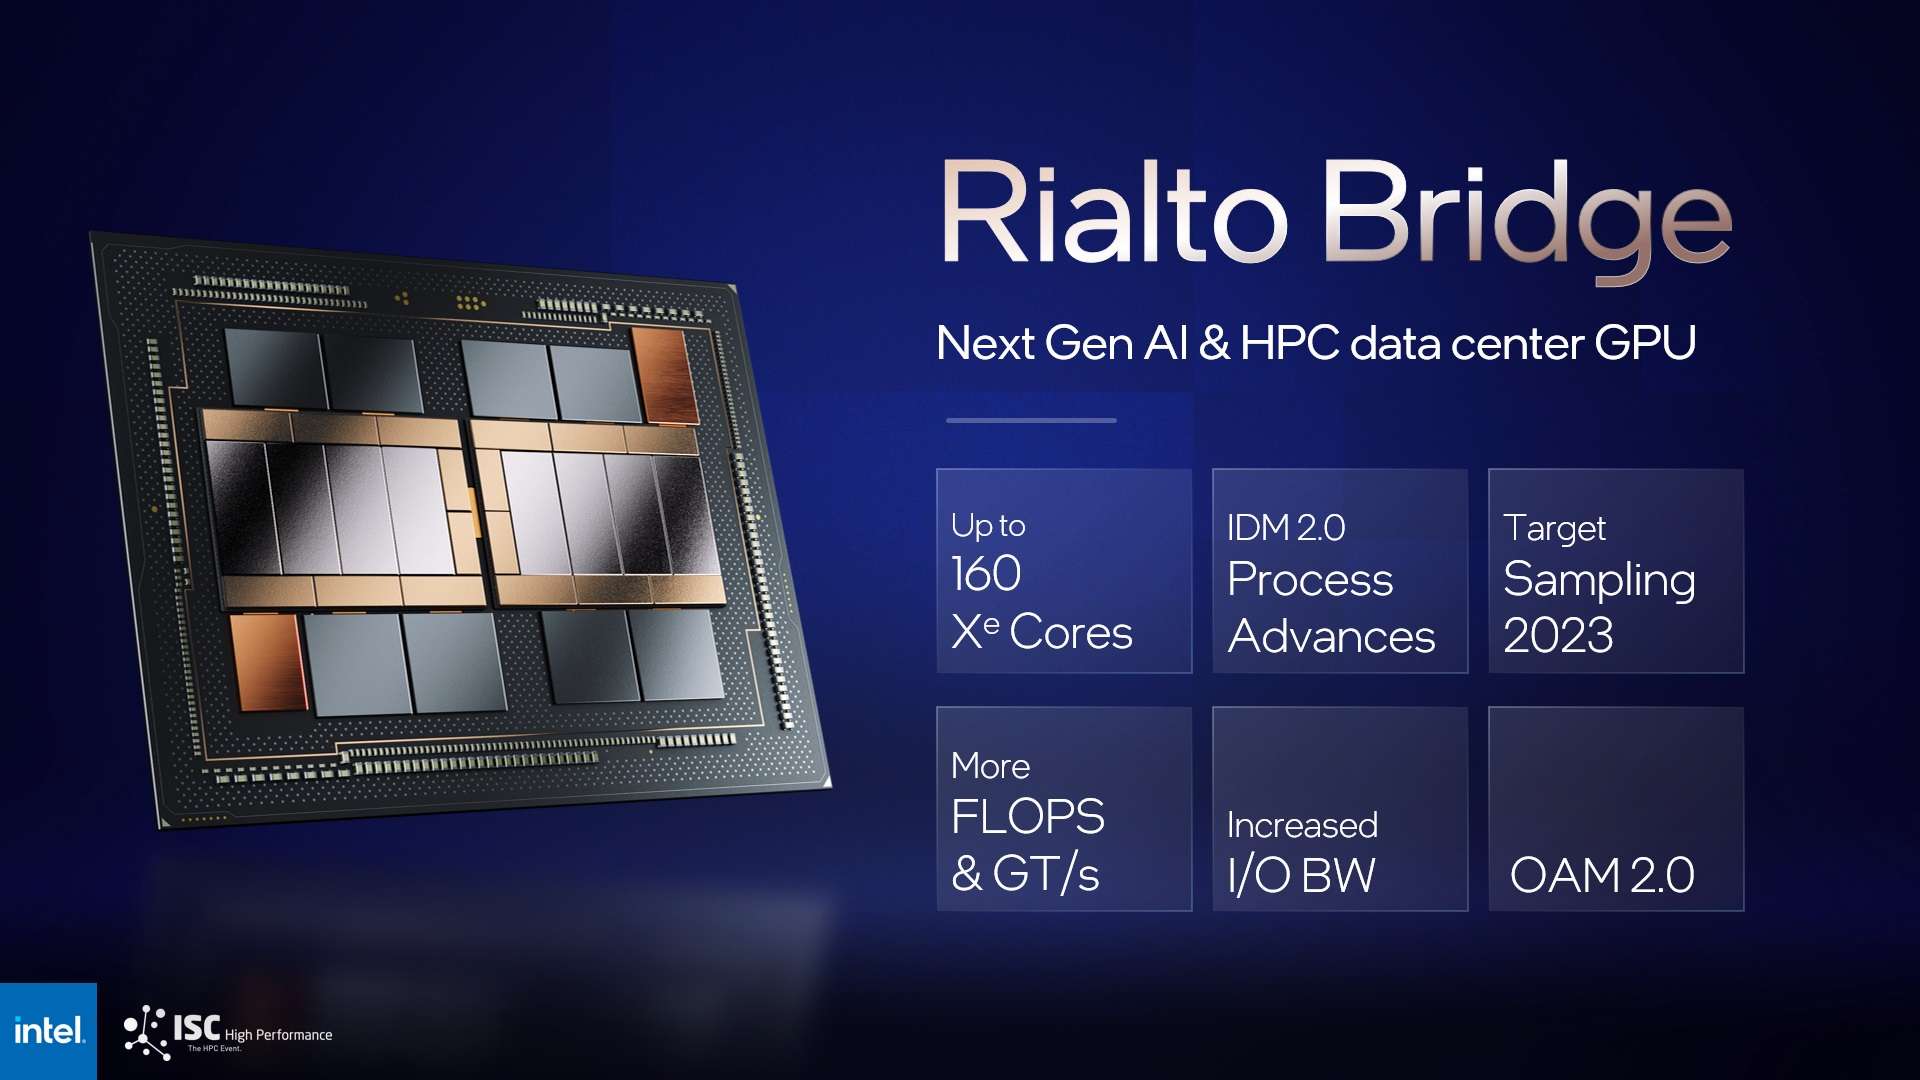 Rialto Bridge
Next Gen AI & HPC data center GPU
Up to
160
Xᵉ Cores
IDM 2.0
Process
Advances
Target
Sampling
2023
More
FLOPS
& GT/s
Increased
I/O BW
OAM 2.0
intel.
ISC High Performance
The HPC Event.